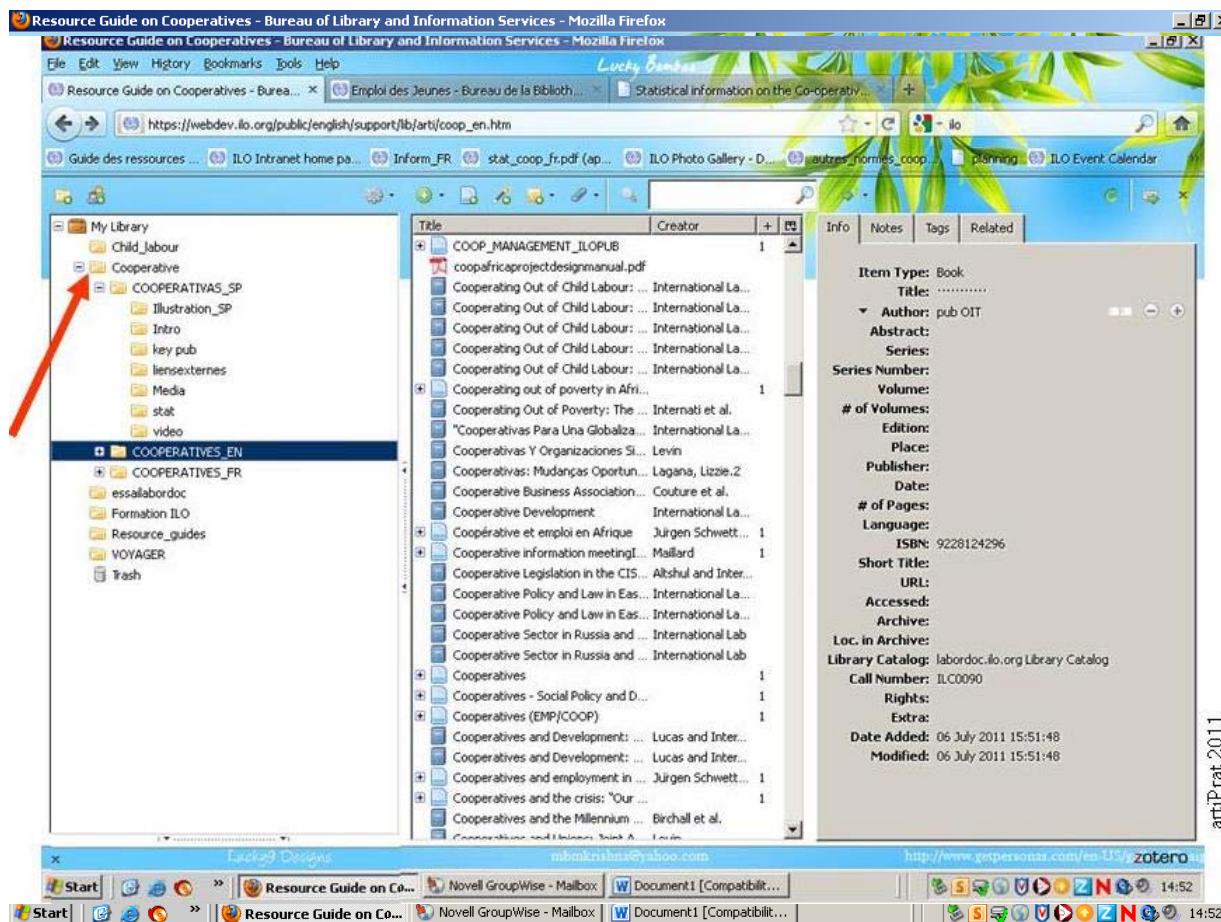 Resource Guide on Cooperatives - Bureau of Library and Information Services - Mozilla Firefox
Resource Guide on Cooperatives - Bureau of Library and Information Services - Mozilla Firefox
File Edit View History Bookmarks Tools Help
Lucky Bamboo
Resource Guide on Cooperatives - Burea... × Emploi des Jeunes - Bureau de la Biblioth... × Statistical information on the Co-operativ... × +
https://webdev.ilo.org/public/english/support/lib/arti/coop_en.htm ilo
Guide des ressources ... ILO Intranet home pa... Inform_FR stat_coop_fr.pdf (ap... ILO Photo Gallery - D... autres_normes_coop... planning ILO Event Calendar
My Library
Child_labour
Cooperative
COOPERATIVAS_SP
Illustration_SP
Intro
key pub
liensexternes
Media
stat
video
COOPERATIVES_EN
COOPERATIVES_FR
essailabordoc
Formation ILO
Resource_guides
VOYAGER
Trash
Title Creator +
COOP_MANAGEMENT_ILOPUB 1
coopafricaprojectdesignmanual.pdf
Cooperating Out of Child Labour: ... International La...
Cooperating Out of Child Labour: ... International La...
Cooperating Out of Child Labour: ... International La...
Cooperating Out of Child Labour: ... International La...
Cooperating Out of Child Labour: ... International La...
Cooperating out of poverty in Afri... 1
Cooperating Out of Poverty: The ... Internati et al.
"Cooperativas Para Una Globaliza... International La...
Cooperativas Y Organizaciones Si... Levin
Cooperativas: Mudanças Oportun... Lagana, Lizzie.2
Cooperative Business Association... Couture et al.
Cooperative Development International La...
Coopérative et emploi en Afrique Jürgen Schwett... 1
Cooperative information meetingI... Maillard 1
Cooperative Legislation in the CIS... Altshul and Inter...
Cooperative Policy and Law in Eas... International La...
Cooperative Policy and Law in Eas... International La...
Cooperative Sector in Russia and ... International Lab
Cooperative Sector in Russia and ... International Lab
Cooperatives 1
Cooperatives - Social Policy and D... 1
Cooperatives (EMP/COOP) 1
Cooperatives and Development: ... Lucas and Inter...
Cooperatives and Development: ... Lucas and Inter...
Cooperatives and employment in ... Jürgen Schwett... 1
Cooperatives and the crisis: "Our ... 1
Cooperatives and the Millennium ... Birchall et al.
Cooperatives and Unions: Joint A... Levin
Info Notes Tags Related
Item Type: Book
Title: ...........
Author: pub OIT
Abstract:
Series:
Series Number:
Volume:
# of Volumes:
Edition:
Place:
Publisher:
Date:
# of Pages:
Language:
ISBN: 9228124296
Short Title:
URL:
Accessed:
Archive:
Loc. in Archive:
Library Catalog: labordoc.ilo.org Library Catalog
Call Number: ILC0090
Rights:
Extra:
Date Added: 06 July 2011 15:51:48
Modified: 06 July 2011 15:51:48
artiPrat 2011
× Lucky9 Designs mbmkrishna@yahoo.com http://www.getpersonas.com/en-US/ zotero
Start » Resource Guide on Co... Novell GroupWise - Mailbox Document1 [Compatibilit... 14:52
Start » Resource Guide on Co... Novell GroupWise - Mailbox Document1 [Compatibilit... 14:52